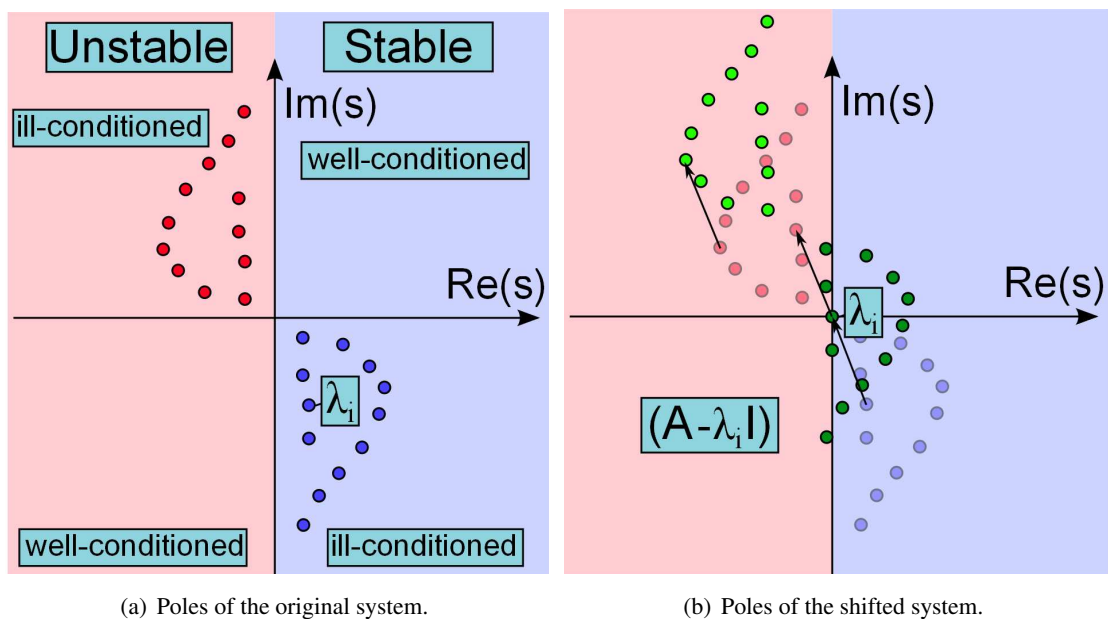 Unstable
Stable
Im(s)
ill-conditioned
well-conditioned
Re(s)
λi
well-conditioned
ill-conditioned
(a) Poles of the original system.
Im(s)
Re(s)
λi
(A-λiI)
(b) Poles of the shifted system.